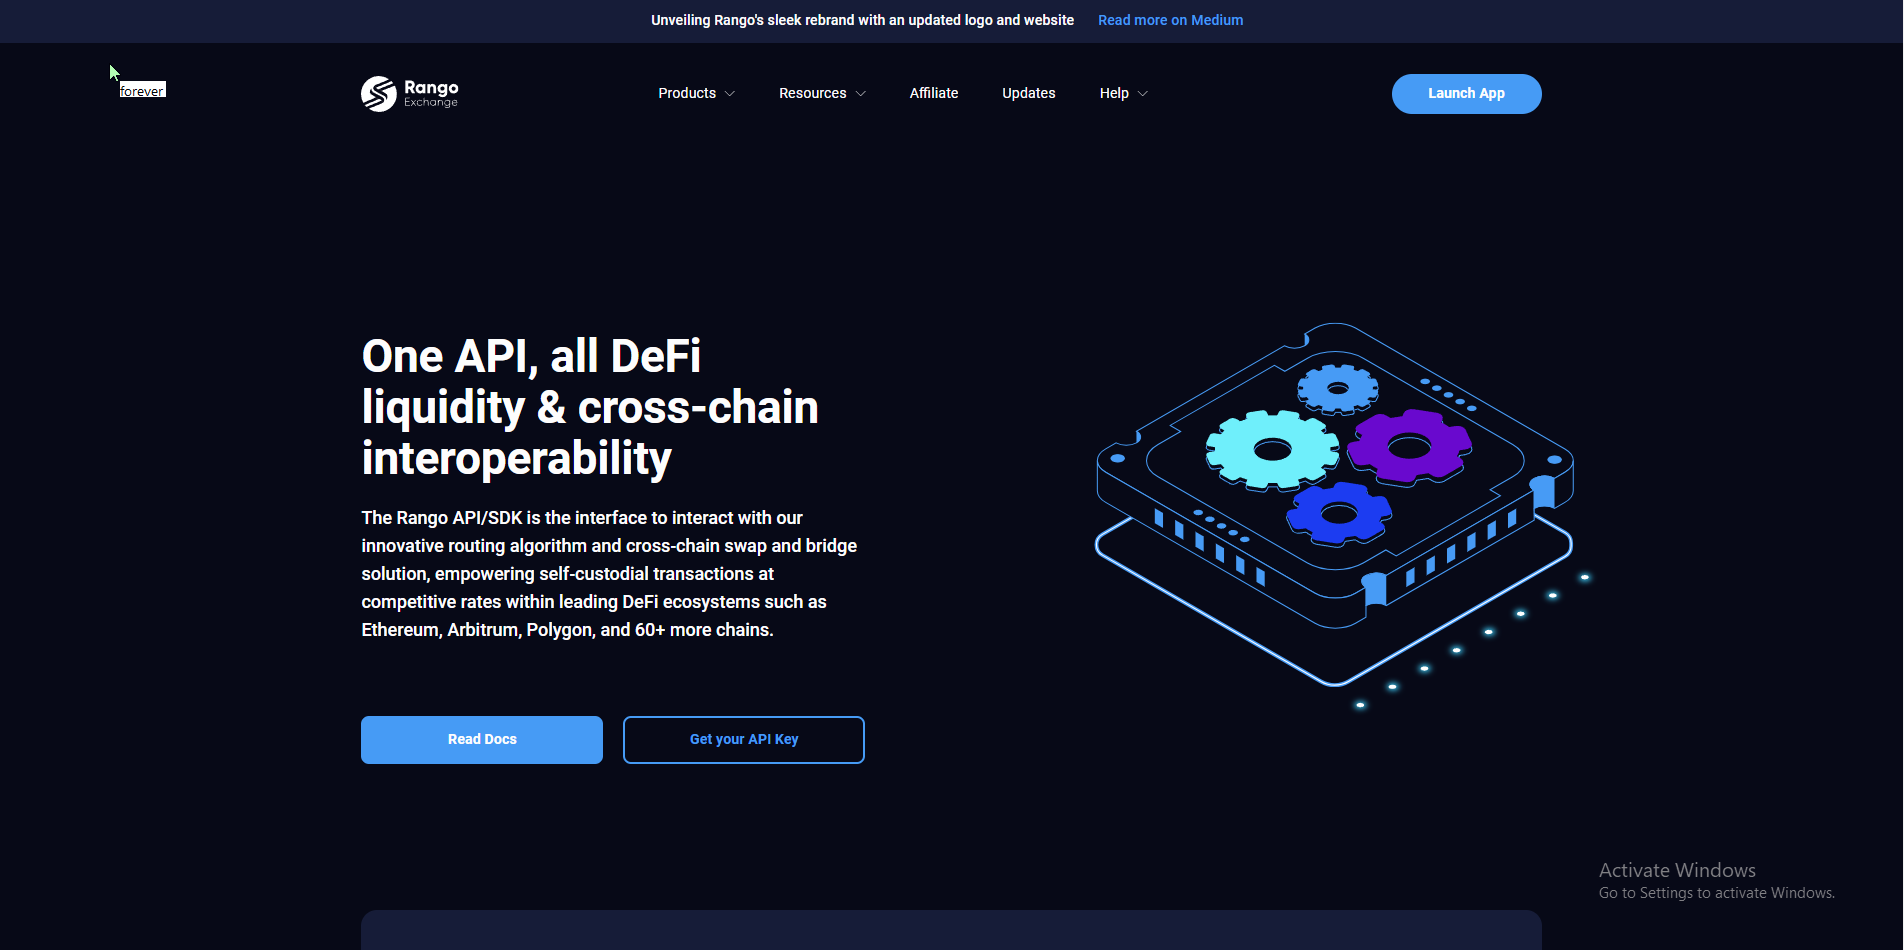 Unveiling Rango's sleek rebrand with an updated logo and website Read more on Medium
forever
Rango
Exchange
Products Resources Affiliate Updates Help
Launch App
One API, all DeFi
liquidity & cross-chain
interoperability
The Rango API/SDK is the interface to interact with our
innovative routing algorithm and cross-chain swap and bridge
solution, empowering self-custodial transactions at
competitive rates within leading DeFi ecosystems such as
Ethereum, Arbitrum, Polygon, and 60+ more chains.
Read Docs Get your API Key
Activate Windows
Go to Settings to activate Windows.